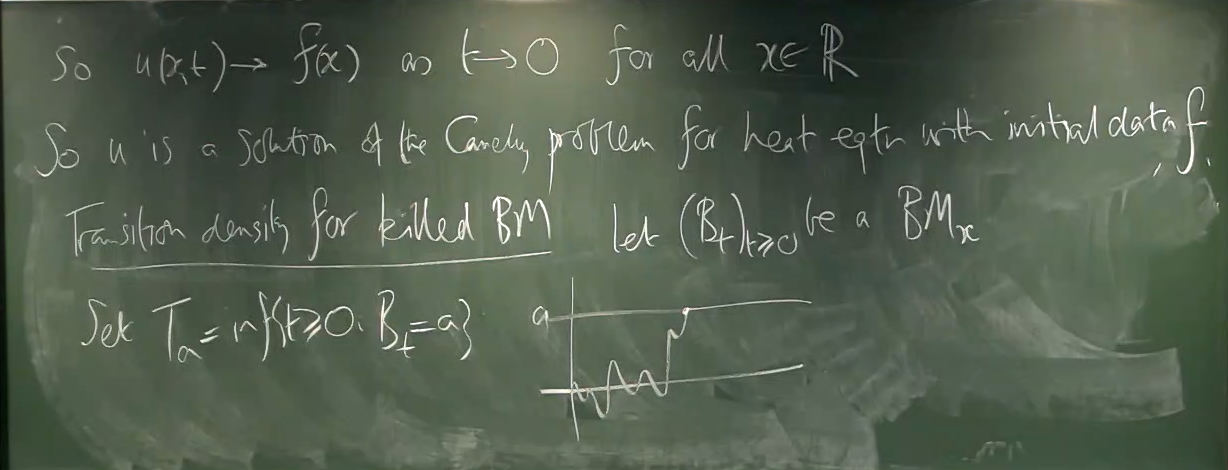 So u(x,t) → f(x) as t→0 for all x∈ℝ
So u is a solution of the Cauchy problem for heat eqtn with initial data, f.
Transition density for killed BM Let (B_t)_{t≥0} be a BM_x
Set T_a = inf{t≥0: B_t=a}
a